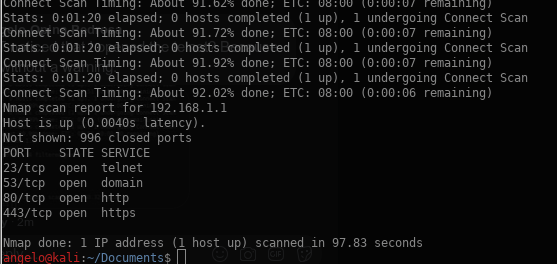 Connect Scan Timing: About 91.62% done; ETC: 08:00 (0:00:07 remaining)
Stats: 0:01:20 elapsed; 0 hosts completed (1 up), 1 undergoing Connect Scan
Connect Scan Timing: About 91.72% done; ETC: 08:00 (0:00:07 remaining)
Stats: 0:01:20 elapsed; 0 hosts completed (1 up), 1 undergoing Connect Scan
Connect Scan Timing: About 91.92% done; ETC: 08:00 (0:00:07 remaining)
Stats: 0:01:20 elapsed; 0 hosts completed (1 up), 1 undergoing Connect Scan
Connect Scan Timing: About 92.02% done; ETC: 08:00 (0:00:06 remaining)
Nmap scan report for 192.168.1.1
Host is up (0.0040s latency).
Not shown: 996 closed ports
PORT    STATE SERVICE
23/tcp  open  telnet
53/tcp  open  domain
80/tcp  open  http
443/tcp open  https
2m
Nmap done: 1 IP address (1 host up) scanned in 97.83 seconds
angelo@kali:~/Documents$